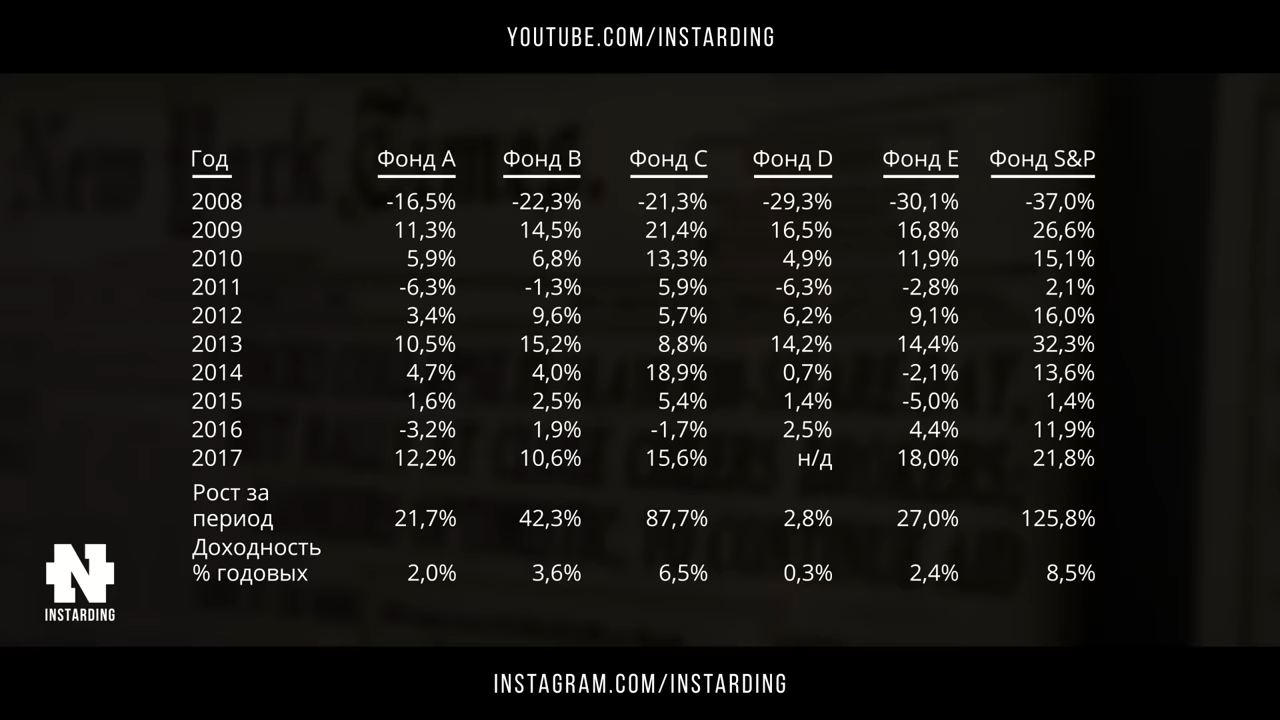 YOUTUBE.COM/INSTARDING
Год Фонд A Фонд B Фонд C Фонд D Фонд E Фонд S&P
2008 -16,5% -22,3% -21,3% -29,3% -30,1% -37,0%
2009 11,3% 14,5% 21,4% 16,5% 16,8% 26,6%
2010 5,9% 6,8% 13,3% 4,9% 11,9% 15,1%
2011 -6,3% -1,3% 5,9% -6,3% -2,8% 2,1%
2012 3,4% 9,6% 5,7% 6,2% 9,1% 16,0%
2013 10,5% 15,2% 8,8% 14,2% 14,4% 32,3%
2014 4,7% 4,0% 18,9% 0,7% -2,1% 13,6%
2015 1,6% 2,5% 5,4% 1,4% -5,0% 1,4%
2016 -3,2% 1,9% -1,7% 2,5% 4,4% 11,9%
2017 12,2% 10,6% 15,6% н/д 18,0% 21,8%
Рост за
период 21,7% 42,3% 87,7% 2,8% 27,0% 125,8%
Доходность
% годовых 2,0% 3,6% 6,5% 0,3% 2,4% 8,5%
N
INSTARDING
INSTAGRAM.COM/INSTARDING